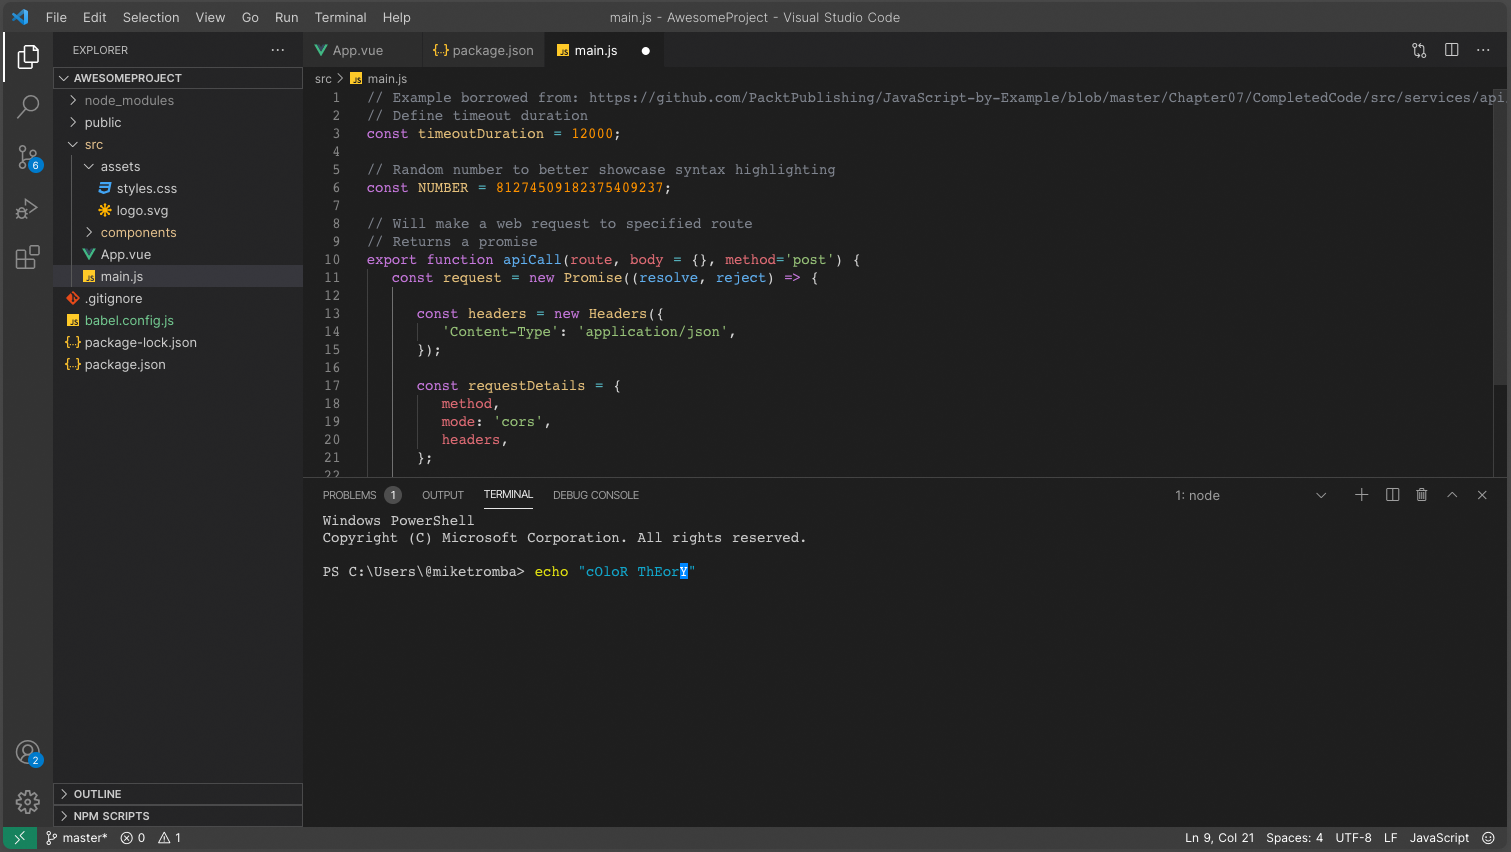 File Edit Selection View Go Run Terminal Help
main.js - AwesomeProject - Visual Studio Code
EXPLORER
AWESOMEPROJECT
node_modules
public
src
assets
styles.css
logo.svg
components
App.vue
main.js
.gitignore
babel.config.js
package-lock.json
package.json
OUTLINE
NPM SCRIPTS
6
2
App.vue
{..} package.json
JS main.js
src > JS main.js
1 // Example borrowed from: https://github.com/PacktPublishing/JavaScript-by-Example/blob/master/Chapter07/CompletedCode/src/services/api
2 // Define timeout duration
3 const timeoutDuration = 12000;
4
5 // Random number to better showcase syntax highlighting
6 const NUMBER = 81274509182375409237;
7
8 // Will make a web request to specified route
9 // Returns a promise
10 export function apiCall(route, body = {}, method='post') {
11 const request = new Promise((resolve, reject) => {
12
13 const headers = new Headers({
14 'Content-Type': 'application/json',
15 });
16
17 const requestDetails = {
18 method,
19 mode: 'cors',
20 headers,
21 };
22
PROBLEMS 1 OUTPUT TERMINAL DEBUG CONSOLE 1: node
Windows PowerShell
Copyright (C) Microsoft Corporation. All rights reserved.
PS C:\Users\@miketromba> echo "cOloR ThEorY"
master* 0 1 Ln 9, Col 21 Spaces: 4 UTF-8 LF JavaScript